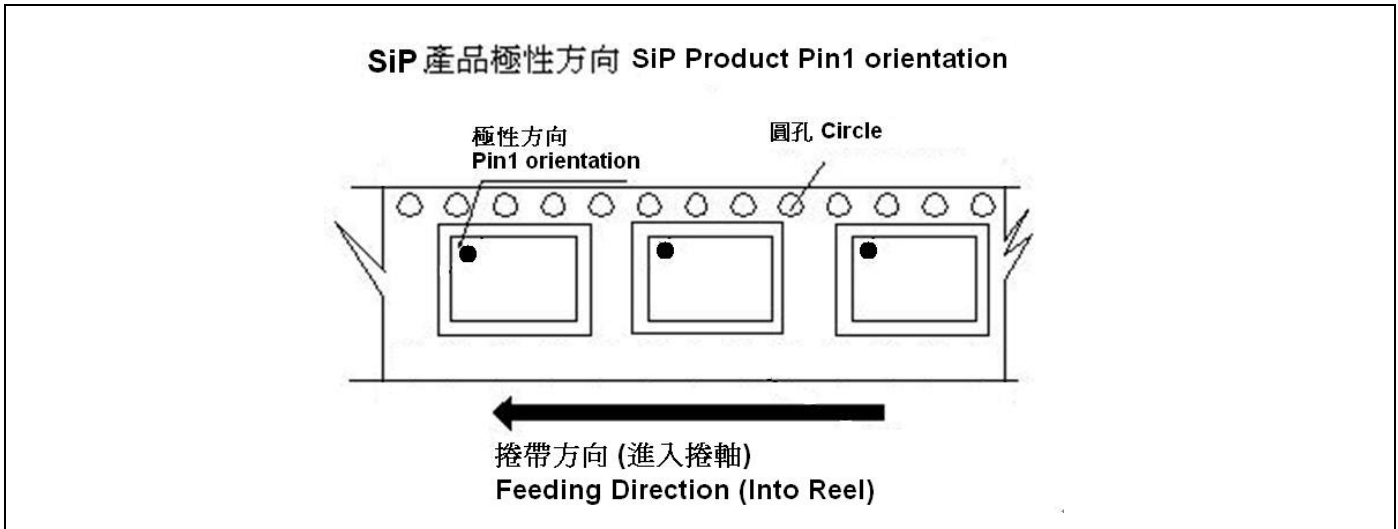 SiP 產品極性方向 SiP Product Pin1 orientation
極性方向
Pin1 orientation
圓孔 Circle
捲帶方向 (進入捲軸)
Feeding Direction (Into Reel)